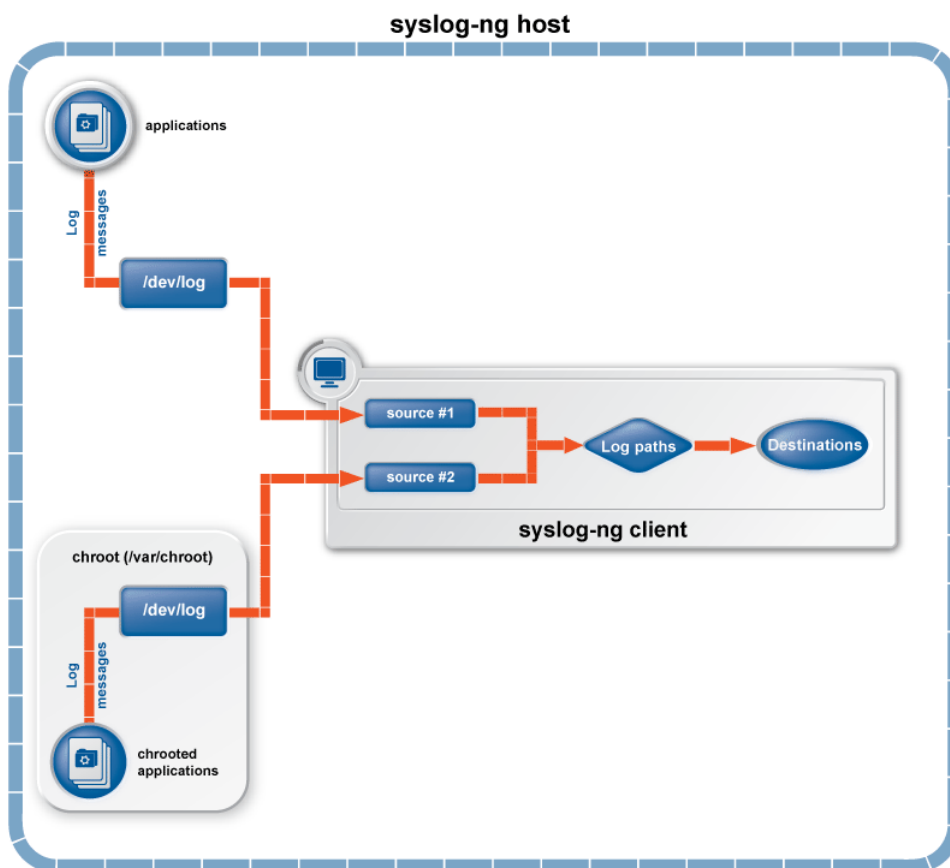 syslog-ng host
applications
Log
messages
/dev/log
source #1
source #2
Log paths
Destinations
syslog-ng client
chroot (/var/chroot)
/dev/log
Log
messages
chrooted
applications